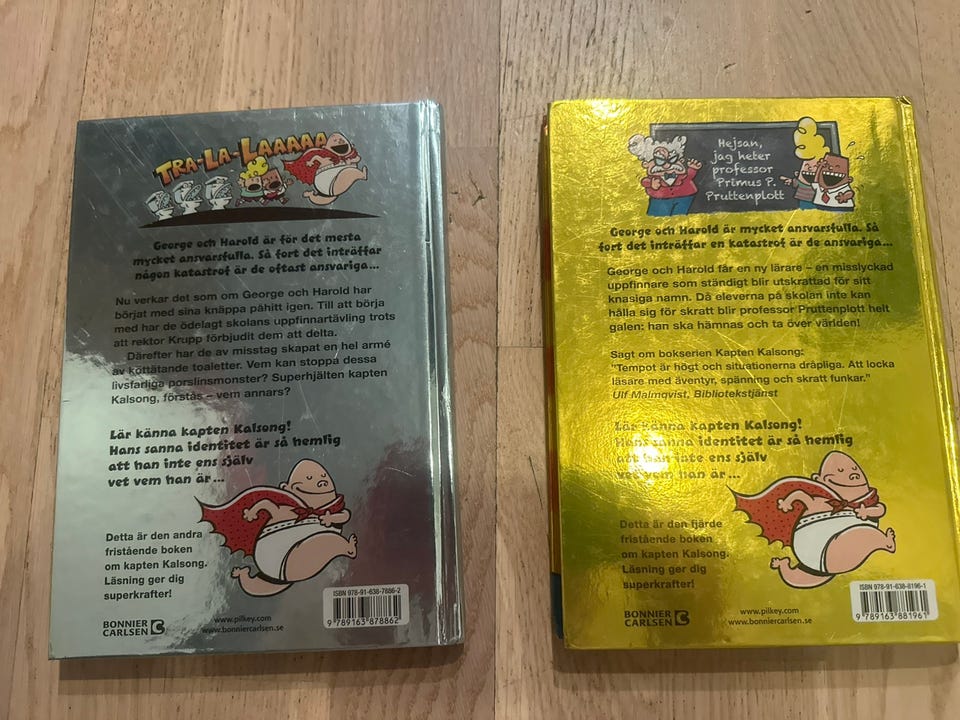 TRA-LA-LAAAAA
George och Harold är för det mesta
mycket ansvarsfulla. Så fort det inträffar
någon katastrof är de oftast ansvariga...
Nu verkar det som om George och Harold har
börjat med sina knäppa påhitt igen. Till att börja
med har de ödelagt skolans uppfinnartävling trots
att rektor Krupp förbjudit dem att delta.
Därefter har de av misstag skapat en hel armé
av köttätande toaletter. Vem kan stoppa dessa
livsfarliga porslinsmonster? Superhjälten kapten
Kalsong, förstås – vem annars?
Lär känna kapten Kalsong!
Hans sanna identitet är så hemlig
att han inte ens själv
vet vem han är...
Detta är den andra
fristående boken
om kapten Kalsong.
Läsning ger dig
superkrafter!
BONNIER
CARLSEN
www.pilkey.com
www.bonniercarlsen.se
ISBN 978-91-638-7886-2
9 789163 878862
Hejsan,
jag heter
professor
Primus P.
Pruttenplott
George och Harold är mycket ansvarsfulla. Så
fort det inträffar en katastrof är de ansvariga...
George och Harold får en ny lärare – en misslyckad
uppfinnare som ständigt blir utskrattad för sitt
knasiga namn. Då eleverna på skolan inte kan
hålla sig för skratt blir professor Pruttenplott helt
galen: han ska hämnas och ta över världen!
Sagt om bokserien Kapten Kalsong:
"Tempot är högt och situationerna dråpliga. Att locka
läsare med äventyr, spänning och skratt funkar."
Ulf Malmqvist, Bibliotekstjänst
Lär känna kapten Kalsong!
Hans sanna identitet är så hemlig
att han inte ens själv
vet vem han är...
Detta är den fjärde
fristående boken
om kapten Kalsong.
Läsning ger dig
superkrafter!
BONNIER
CARLSEN
www.pilkey.com
www.bonniercarlsen.se
ISBN 978-91-638-8196-1
9 789163 881961